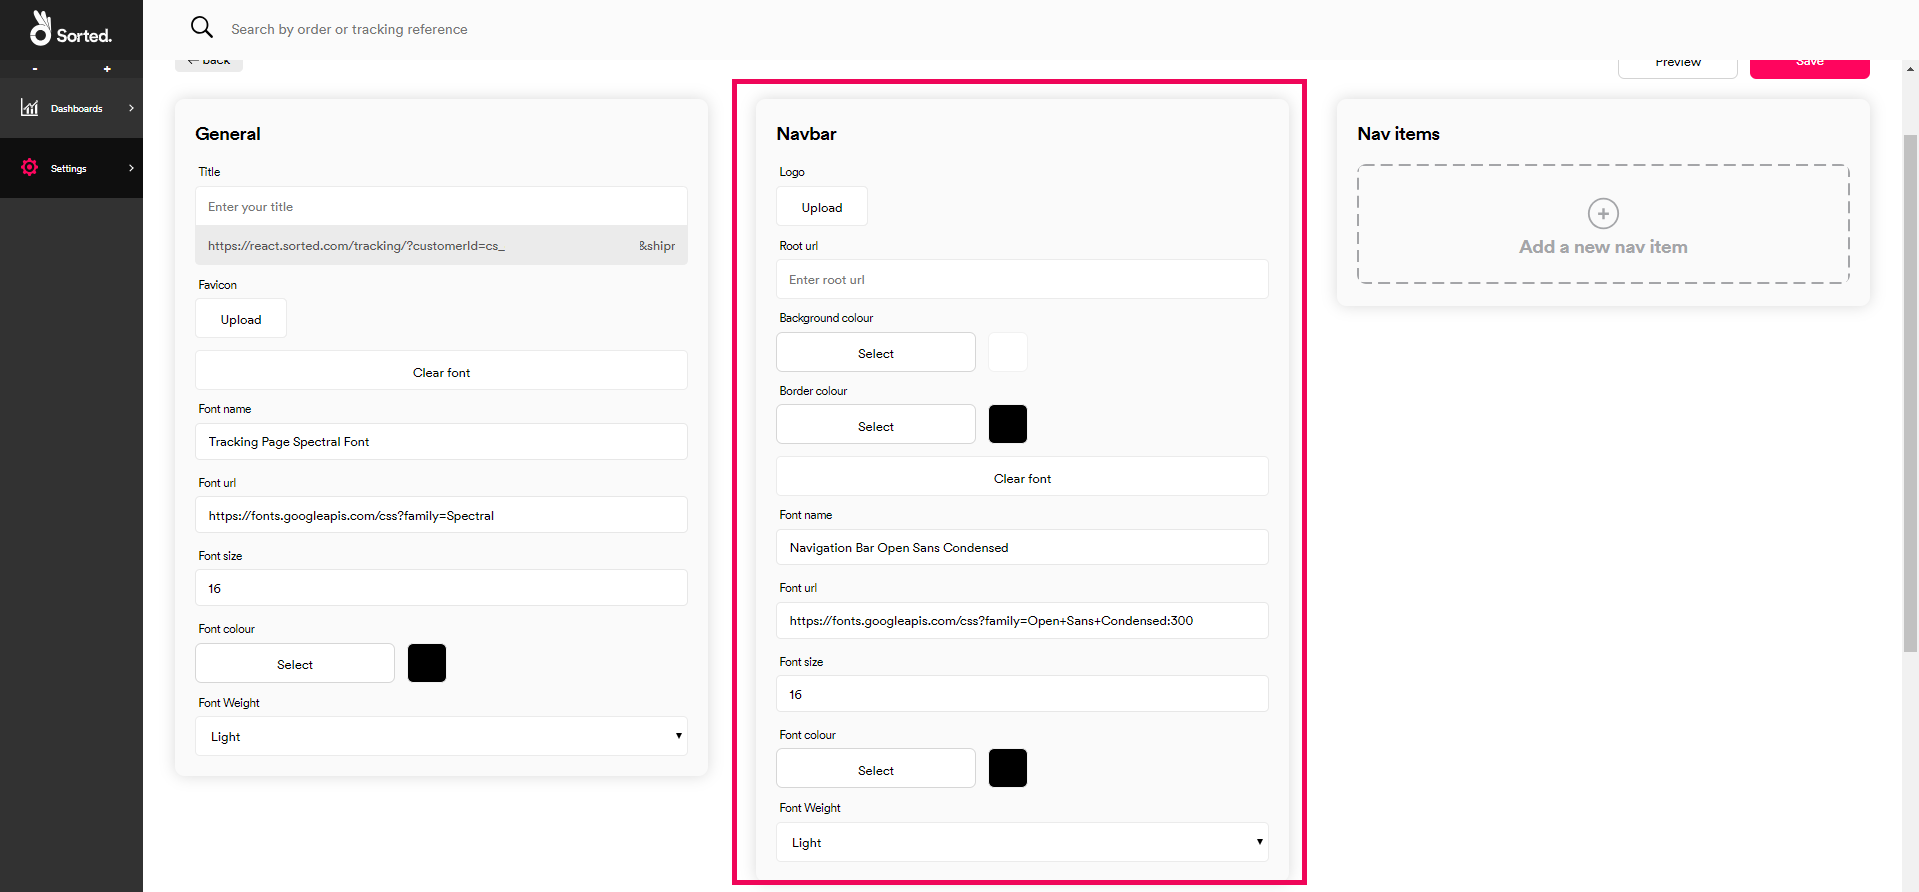 Sorted.
Search by order or tracking reference
- +
← back
Preview
Save
Dashboards
Settings
General
Title
Enter your title
https://react.sorted.com/tracking/?customerId=cs_ &shipr
Favicon
Upload
Clear font
Font name
Tracking Page Spectral Font
Font url
https://fonts.googleapis.com/css?family=Spectral
Font size
16
Font colour
Select
Font Weight
Light
Navbar
Logo
Upload
Root url
Enter root url
Background colour
Select
Border colour
Select
Clear font
Font name
Navigation Bar Open Sans Condensed
Font url
https://fonts.googleapis.com/css?family=Open+Sans+Condensed:300
Font size
16
Font colour
Select
Font Weight
Light
Nav items
Add a new nav item